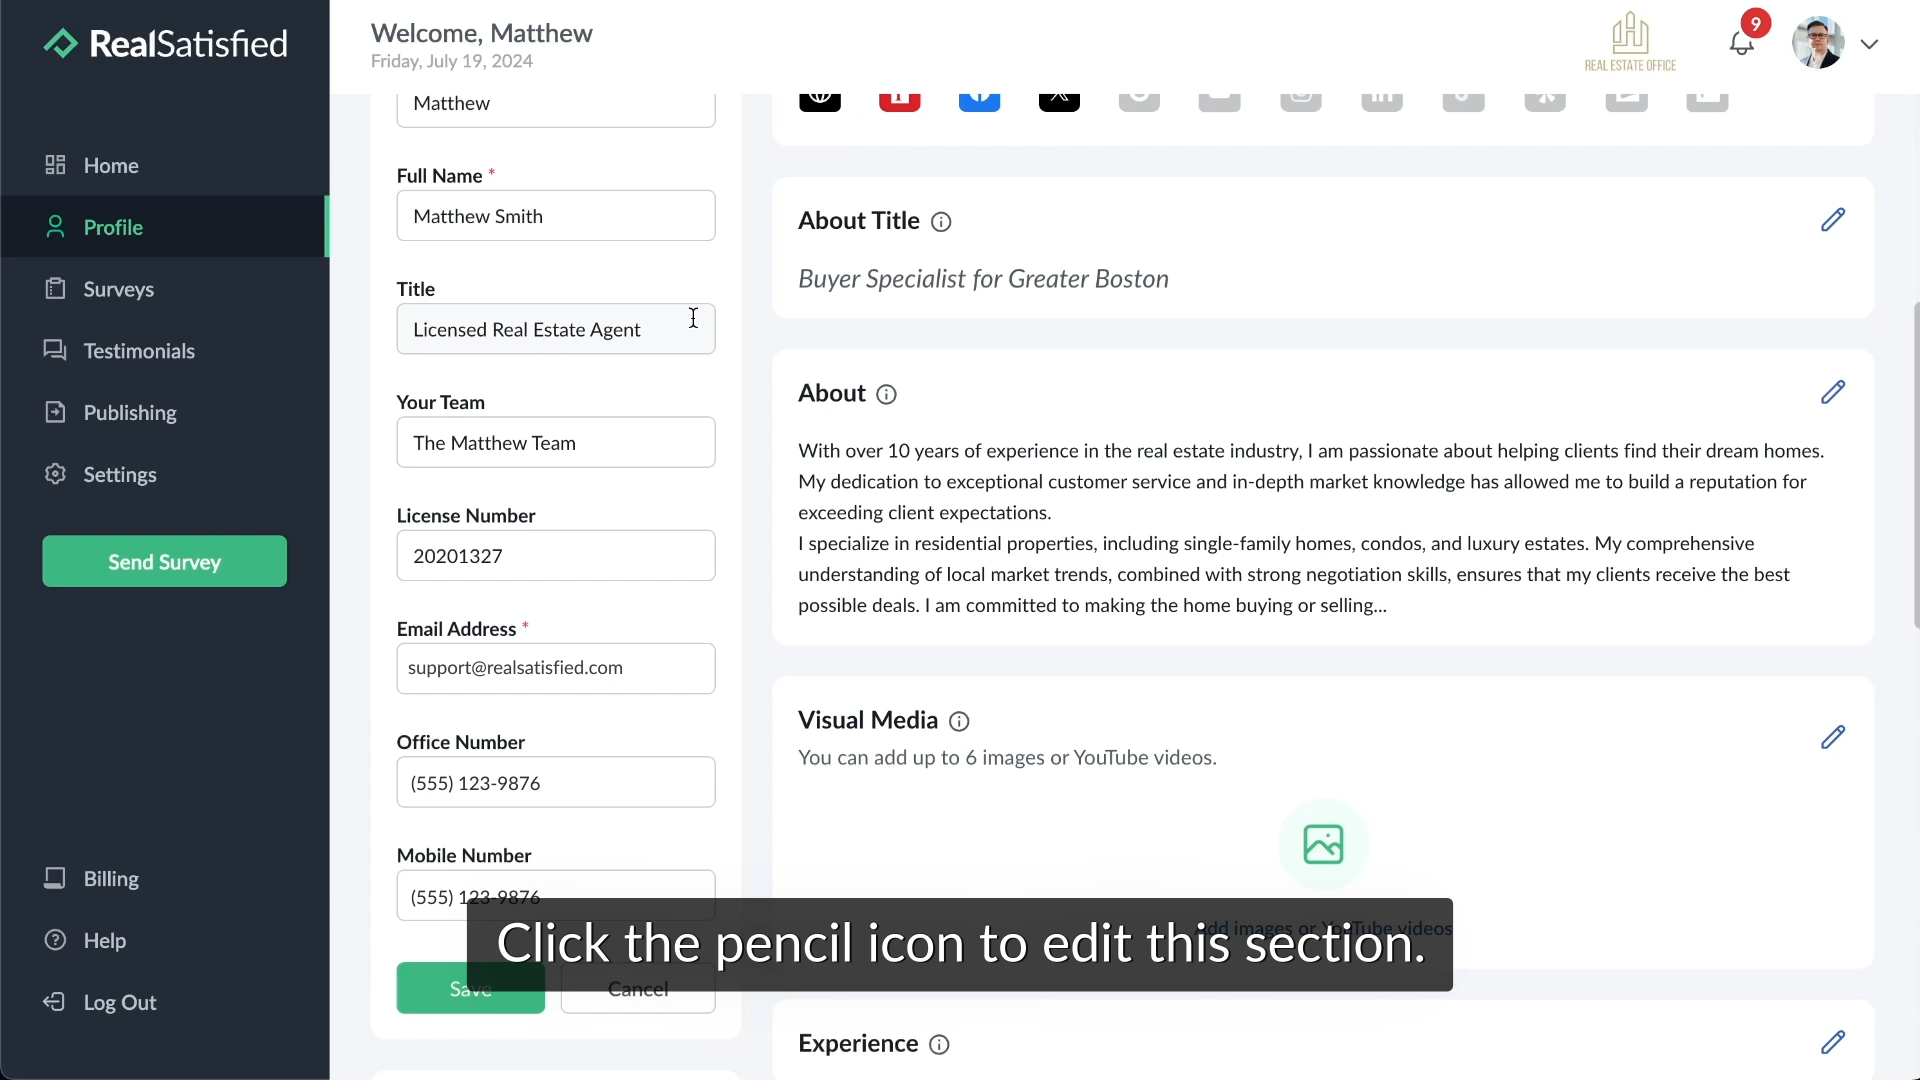 RealSatisfied
Welcome, Matthew
Friday, July 19, 2024
REAL ESTATE OFFICE
9
Home
Profile
Surveys
Testimonials
Publishing
Settings
Send Survey
Billing
Help
Log Out
Matthew
Full Name *
Matthew Smith
Title
Licensed Real Estate Agent
Your Team
The Matthew Team
License Number
20201327
Email Address *
support@realsatisfied.com
Office Number
(555) 123-9876
Mobile Number
(555) 123-9876
Save
Cancel
About Title
Buyer Specialist for Greater Boston
About
With over 10 years of experience in the real estate industry, I am passionate about helping clients find their dream homes.
My dedication to exceptional customer service and in-depth market knowledge has allowed me to build a reputation for
exceeding client expectations.
I specialize in residential properties, including single-family homes, condos, and luxury estates. My comprehensive
understanding of local market trends, combined with strong negotiation skills, ensures that my clients receive the best
possible deals. I am committed to making the home buying or selling...
Visual Media
You can add up to 6 images or YouTube videos.
Add images or YouTube videos
Click the pencil icon to edit this section.
Experience